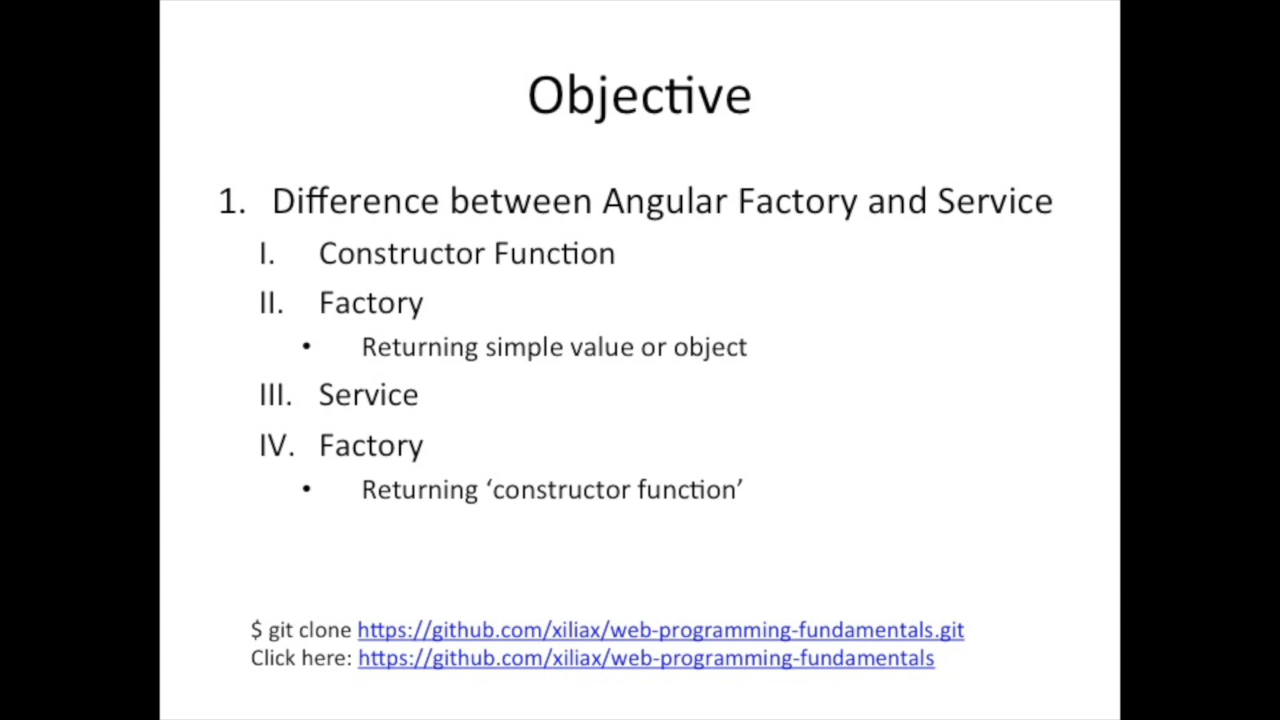 Objective
1. Difference between Angular Factory and Service
I. Constructor Function
II. Factory
• Returning simple value or object
III. Service
IV. Factory
• Returning ‘constructor function’
$ git clone https://github.com/xiliax/web-programming-fundamentals.git
Click here: https://github.com/xiliax/web-programming-fundamentals